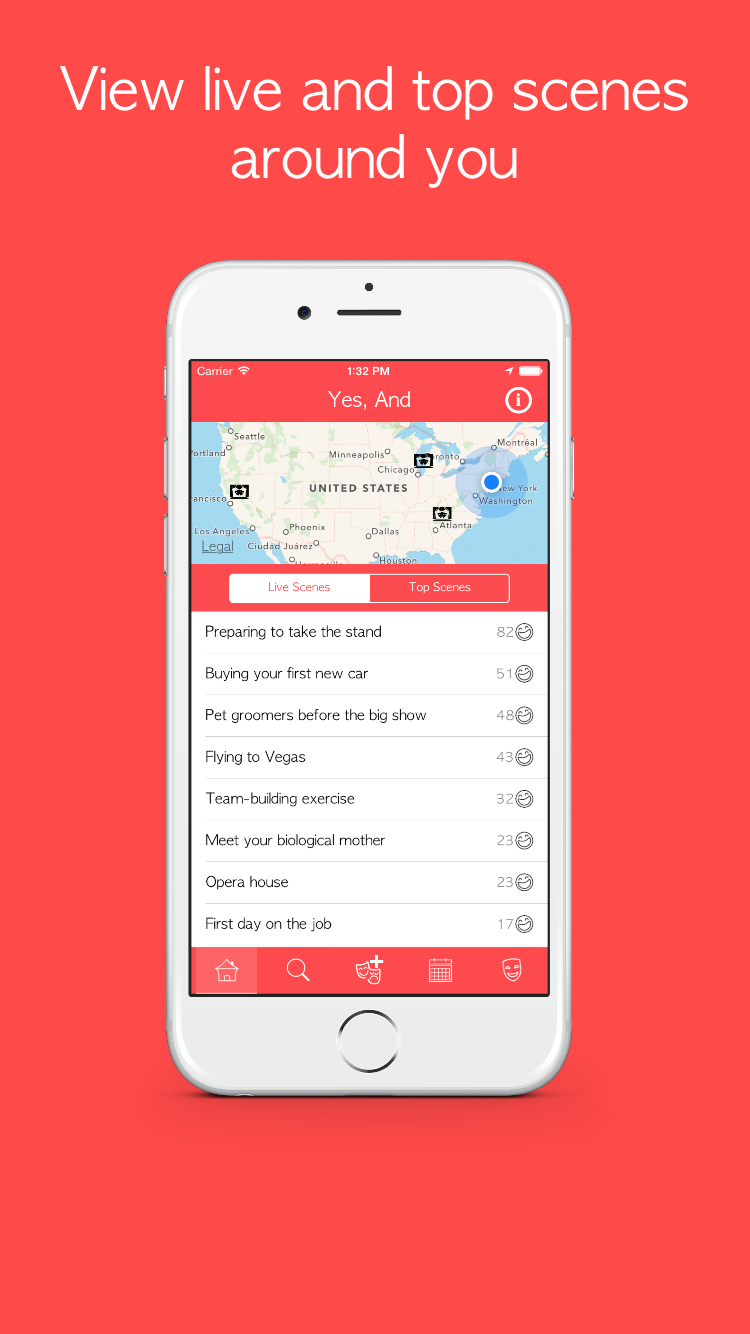 View live and top scenes
around you
Carrier
1:32 PM
Yes, And
i
Seattle
Montréal
Portland
Minneapolis
ronto
Chicago
UNITED STATES
ew York
rancisco
Washington
Los Angeles
Phoenix
Dallas
Atlanta
Legal
Ciudad Juárez
Houston
Live Scenes
Top Scenes
Preparing to take the stand
82
Buying your first new car
51
Pet groomers before the big show
48
Flying to Vegas
43
Team-building exercise
32
Meet your biological mother
23
Opera house
23
First day on the job
17